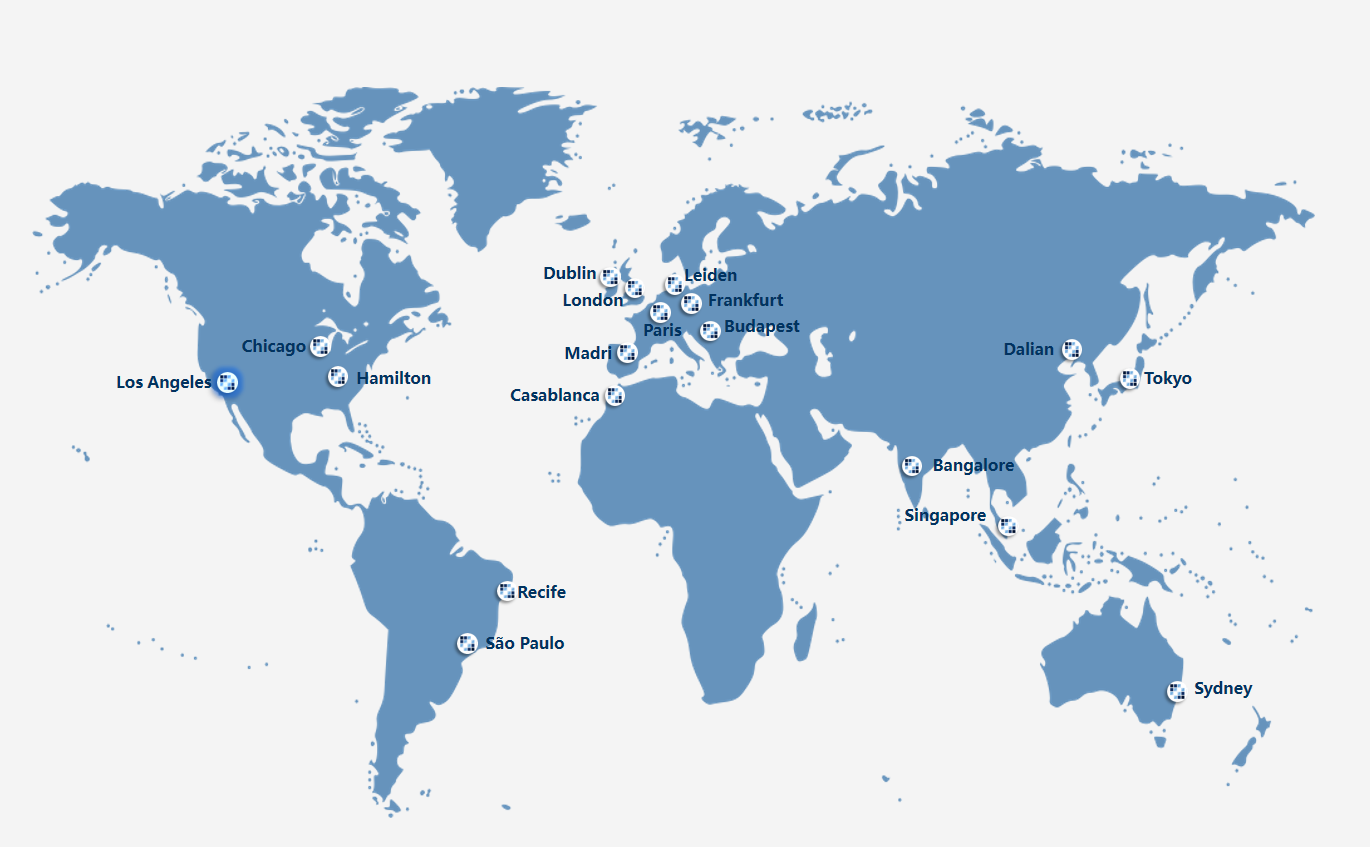 Dublin
Leiden
London
Frankfurt
Paris
Budapest
Chicago
Madri
Dalian
Los Angeles
Hamilton
Tokyo
Casablanca
Bangalore
Singapore
Recife
São Paulo
Sydney